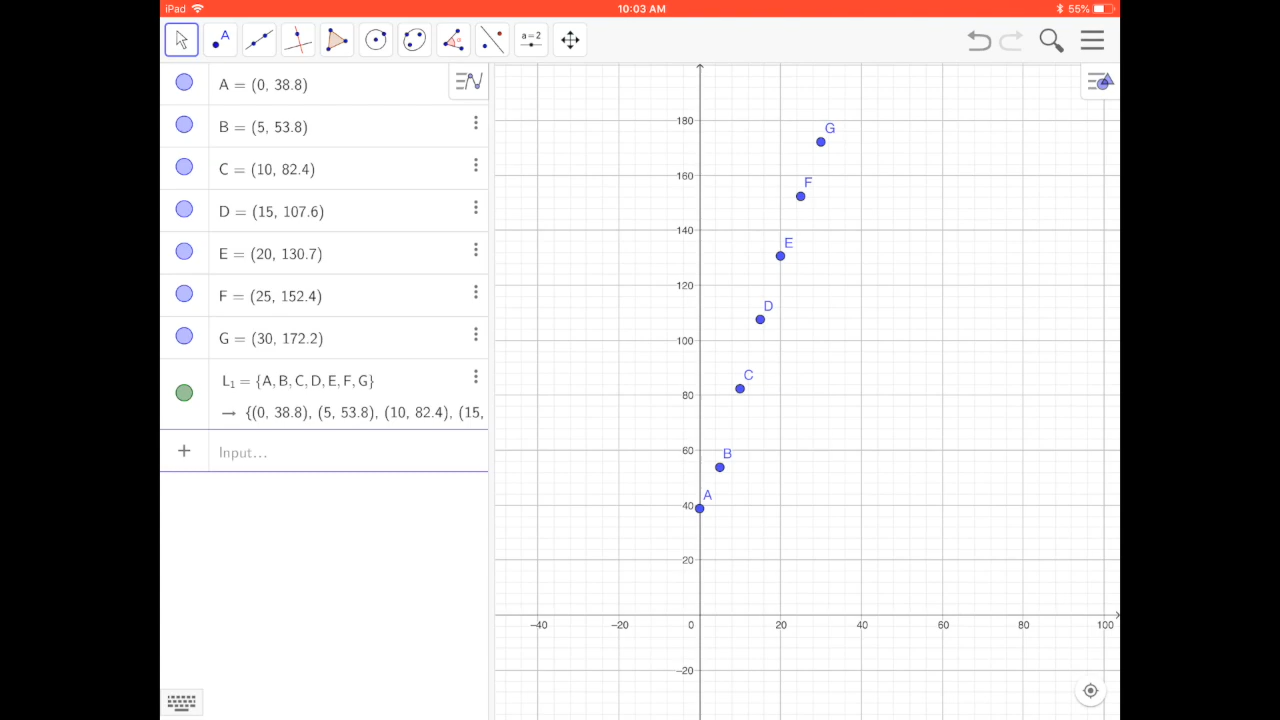 iPad 10:03 AM 55%
A
α
a = 2
A = (0, 38.8)
B = (5, 53.8)
C = (10, 82.4)
D = (15, 107.6)
E = (20, 130.7)
F = (25, 152.4)
G = (30, 172.2)
L₁ = {A, B, C, D, E, F, G}
→ {(0, 38.8), (5, 53.8), (10, 82.4), (15,
+ Input...
180
G
160
F
140
E
120
D
100
C
80
B
60
A
40
20
−40 −20 0 20 40 60 80 100
−20